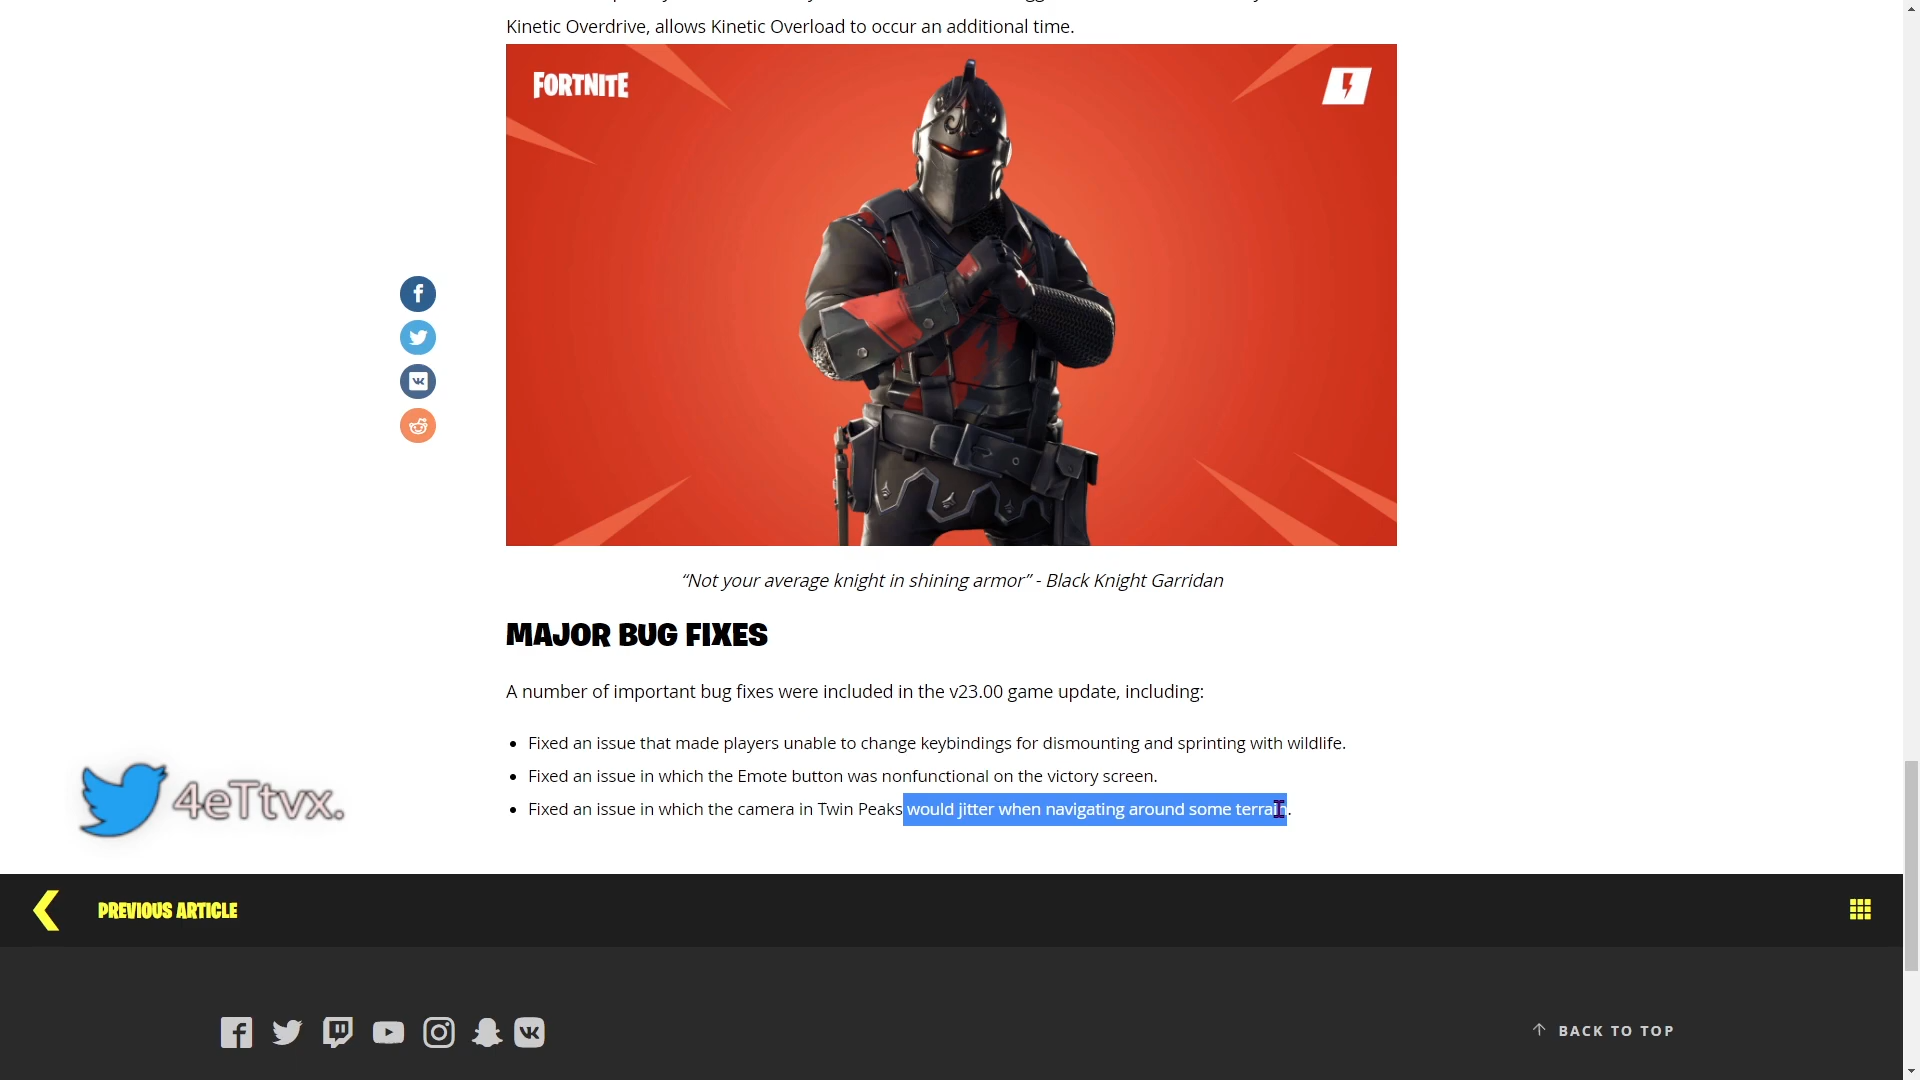 Kinetic Overdrive, allows Kinetic Overload to occur an additional time.
FORTNITE
“Not your average knight in shining armor” - Black Knight Garridan
MAJOR BUG FIXES
A number of important bug fixes were included in the v23.00 game update, including:
Fixed an issue that made players unable to change keybindings for dismounting and sprinting with wildlife.
Fixed an issue in which the Emote button was nonfunctional on the victory screen.
Fixed an issue in which the camera in Twin Peaks would jitter when navigating around some terrain.
4eTtvx.
PREVIOUS ARTICLE
BACK TO TOP